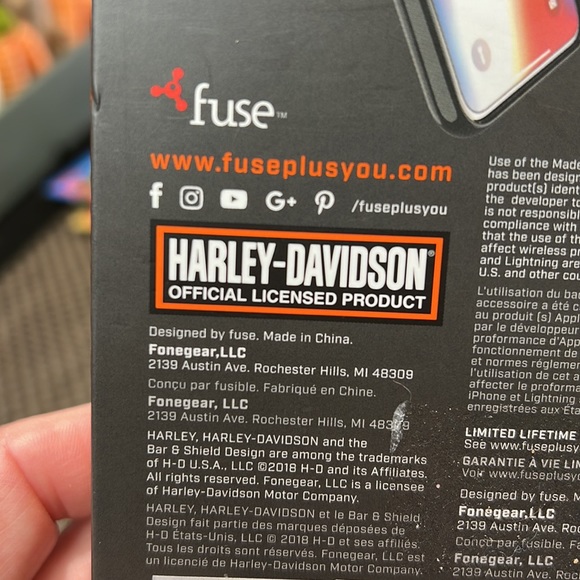 fuse™
www.fuseplusyou.com
f G+ /fuseplusyou
HARLEY-DAVIDSON®
OFFICIAL LICENSED PRODUCT
Designed by fuse. Made in China.
Fonegear,LLC
2139 Austin Ave. Rochester Hills, MI 48309
Conçu par fusible. Fabriqué en Chine.
Fonegear, LLC
2139 Austin Ave. Rochester Hills, MI 48309
HARLEY, HARLEY-DAVIDSON and the
Bar & Shield Design are among the trademarks
of H-D U.S.A., LLC ©2018 H-D and its Affiliates.
All rights reserved. Fonegear, LLC is a licensee
of Harley-Davidson Motor Company.
HARLEY, HARLEY-DAVIDSON et le Bar & Shield
Design fait partie des marques déposées de
H-D États-Unis, LLC © 2018 H-D et ses affiliés.
Tous les droits sont réservés. Fonegear, LLC est
un licencié de Harley-Davidson Motor Company.
Use of the Made
has been design
product(s) ident
the developer to
is not responsib
compliance with
that the use of th
affect wireless p
and Lightning are
U.S. and other cou
L'utilisation du ba
accessoire a été c
au produit (s) Appl
par le développeur
proformance d'App
fonctionnement de
et normes réglemen
l'utilisation de cet a
affecter le proforma
iPhone et Lightning
enregistrées aux Éta
LIMITED LIFETIME
See www.fuseplusy
GARANTIE À VIE LIM
Voir www.fuseplusy
Designed by fuse. M
Fonegear,LLC
2139 Austin Ave. Roc
Conçu par fusible. Fa
Fonegear, LLC
2139 Austin Ave. Roc